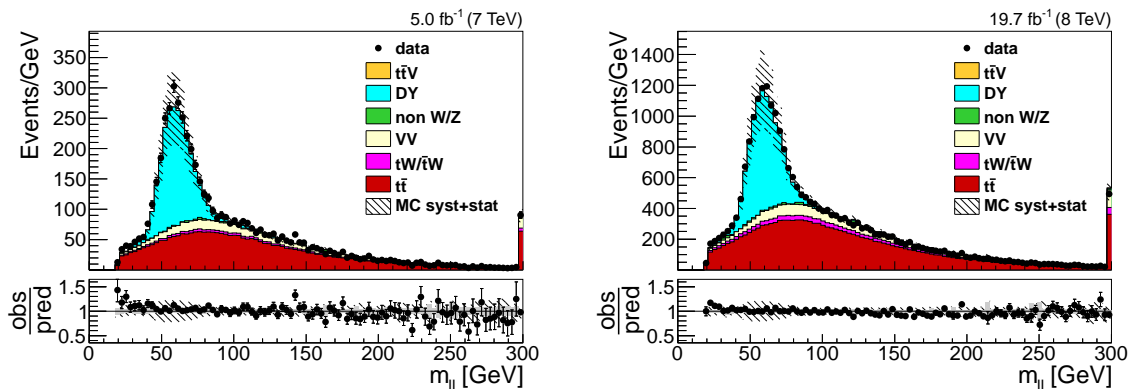 5.0 fb⁻¹ (7 TeV)
Events/GeV
350
300
250
200
150
100
50
data
tt̄V
DY
non W/Z
VV
tW/t̄W
tt̄
MC syst+stat
obs
pred
1.5
1
0.5
0 50 100 150 200 250 300
m_ll [GeV]
19.7 fb⁻¹ (8 TeV)
Events/GeV
1400
1200
1000
800
600
400
200
data
tt̄V
DY
non W/Z
VV
tW/t̄W
tt̄
MC syst+stat
obs
pred
1.5
1
0.5
0 50 100 150 200 250 300
m_ll [GeV]